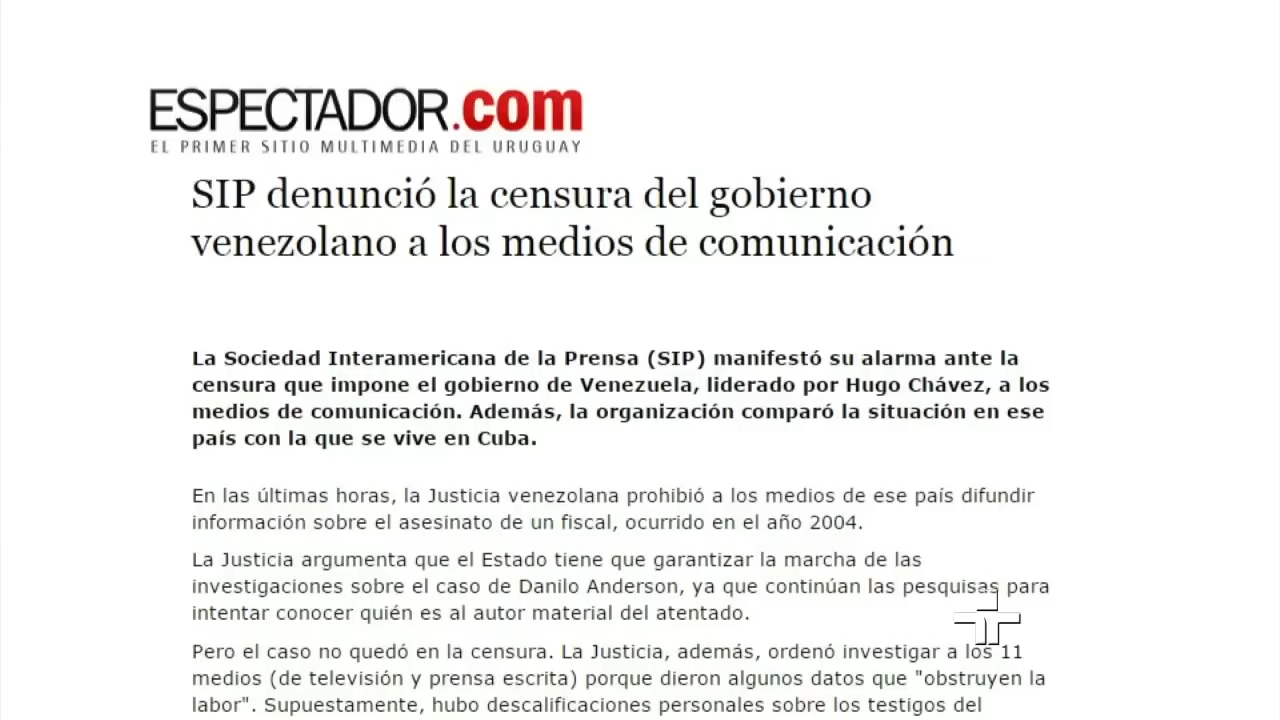 ESPECTADOR.com
EL PRIMER SITIO MULTIMEDIA DEL URUGUAY
SIP denunció la censura del gobierno
venezolano a los medios de comunicación
La Sociedad Interamericana de la Prensa (SIP) manifestó su alarma ante la
censura que impone el gobierno de Venezuela, liderado por Hugo Chávez, a los
medios de comunicación. Además, la organización comparó la situación en ese
país con la que se vive en Cuba.
En las últimas horas, la Justicia venezolana prohibió a los medios de ese país difundir
información sobre el asesinato de un fiscal, ocurrido en el año 2004.
La Justicia argumenta que el Estado tiene que garantizar la marcha de las
investigaciones sobre el caso de Danilo Anderson, ya que continúan las pesquisas para
intentar conocer quién es al autor material del atentado.
Pero el caso no quedó en la censura. La Justicia, además, ordenó investigar a los 11
medios (de televisión y prensa escrita) porque dieron algunos datos que "obstruyen la
labor". Supuestamente, hubo descalificaciones personales sobre los testigos del